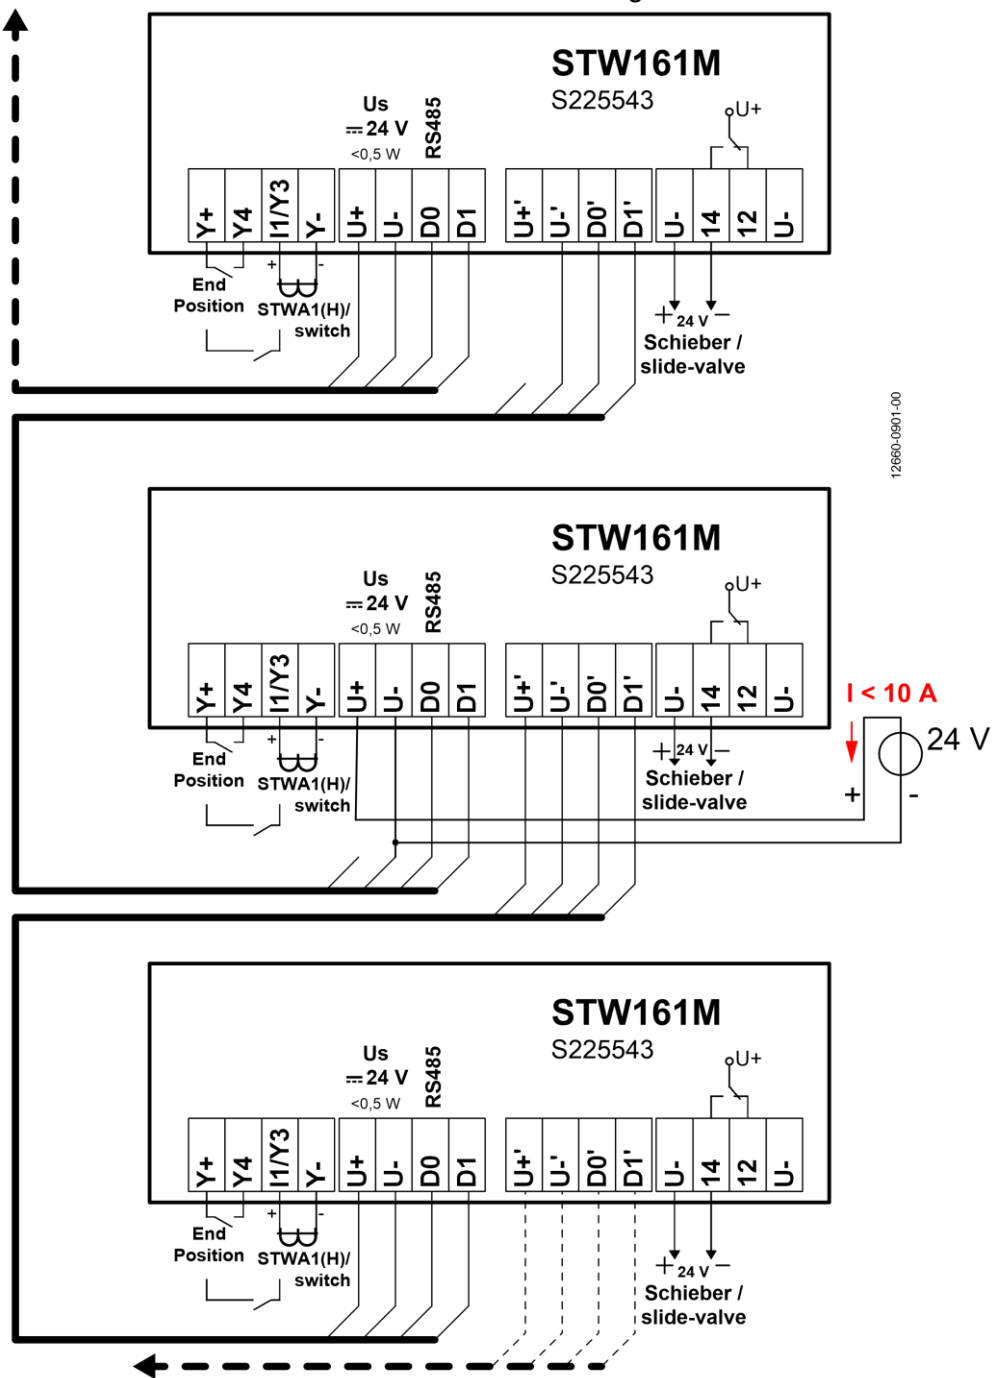 STW161M
S225543
Us
24 V
<0,5 W
RS485
U+
Y+ Y4 I1/Y3 Y- U+ U- D0 D1 U+' U-' D0' D1' U- 14 12 U-
+ -
End
Position
STWA1(H)/
switch
+ 24 V −
Schieber /
slide-valve
12660-0901-00
STW161M
S225543
Us
24 V
<0,5 W
RS485
U+
Y+ Y4 I1/Y3 Y- U+ U- D0 D1 U+' U-' D0' D1' U- 14 12 U-
I < 10 A
24 V
+ -
+ -
End
Position
STWA1(H)/
switch
+ 24 V −
Schieber /
slide-valve
STW161M
S225543
Us
24 V
<0,5 W
RS485
U+
Y+ Y4 I1/Y3 Y- U+ U- D0 D1 U+' U-' D0' D1' U- 14 12 U-
+ -
End
Position
STWA1(H)/
switch
+ 24 V −
Schieber /
slide-valve